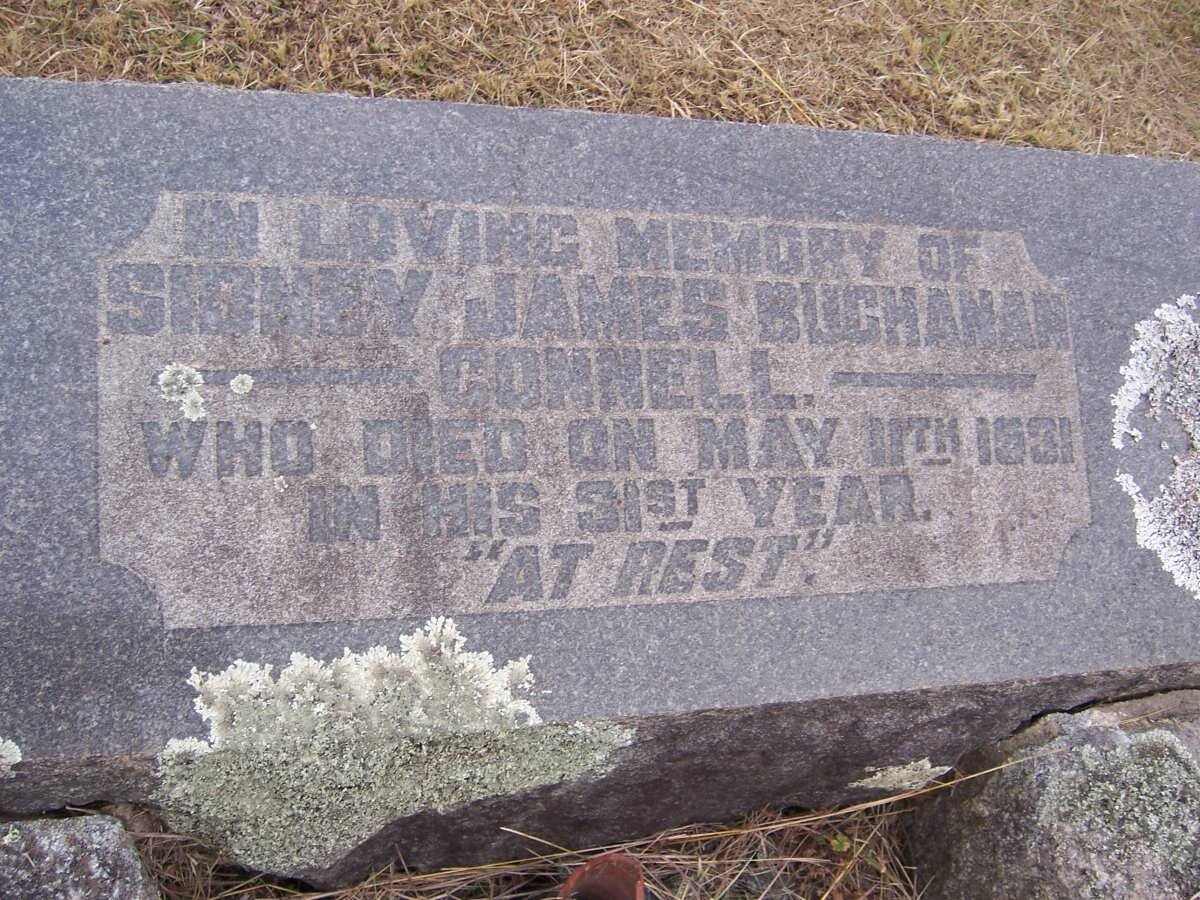 IN LOVING MEMORY OF
SIDNEY JAMES BUCHANAN
CONNELL.
WHO DIED ON MAY 11TH 1931
IN HIS 31ST YEAR.
"AT REST".